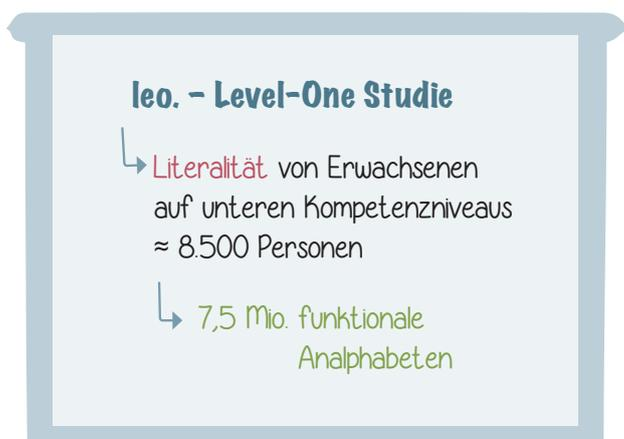 leo. - Level-One Studie
Literalität von Erwachsenen
auf unteren Kompetenzniveaus
≈ 8.500 Personen
7,5 Mio. funktionale
Analphabeten